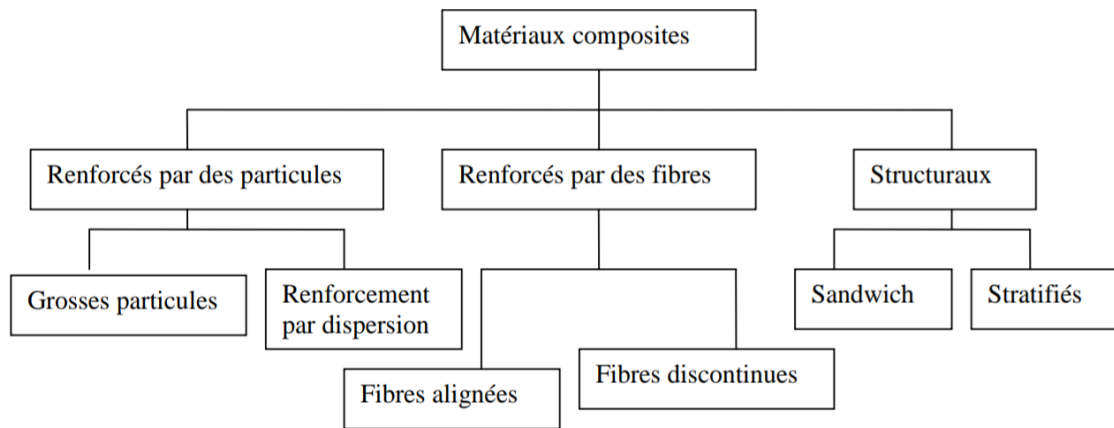 Matériaux composites
Renforcés par des particules
Renforcés par des fibres
Structuraux
Grosses particules
Renforcement
par dispersion
Fibres alignées
Fibres discontinues
Sandwich
Stratifiés